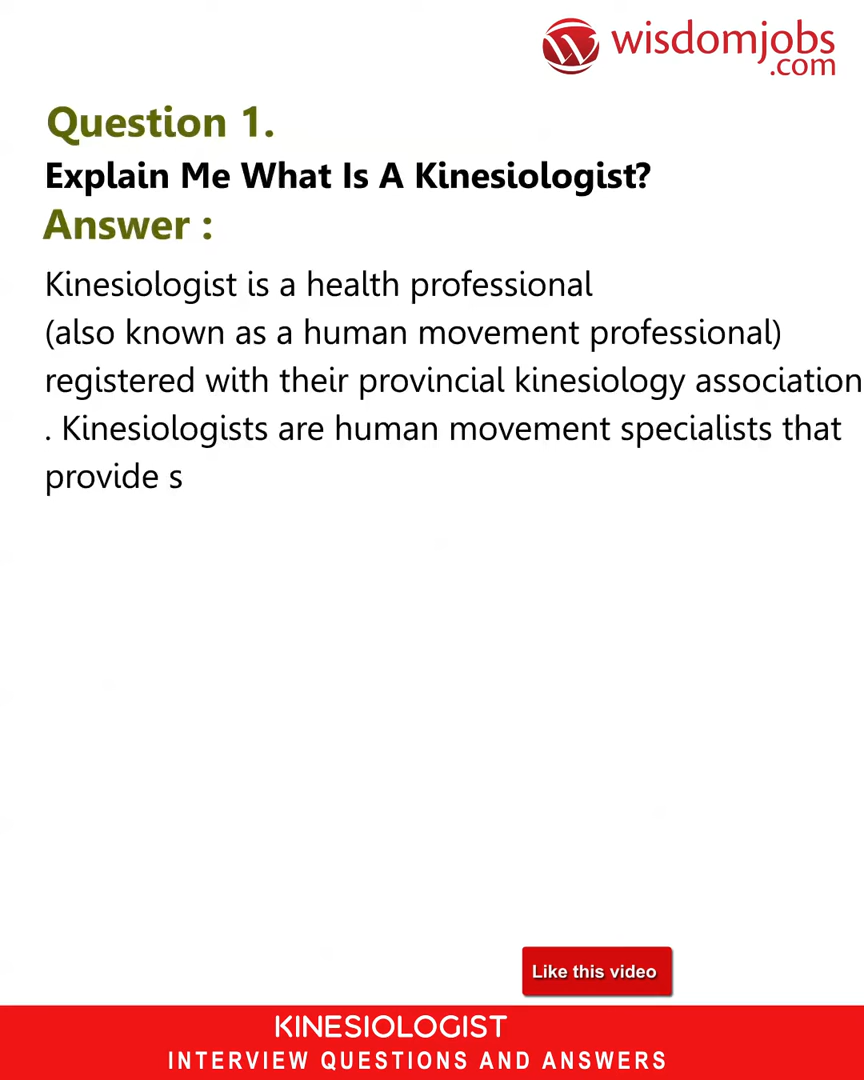 wisdomjobs
.com
Question 1.
Explain Me What Is A Kinesiologist?
Answer :
Kinesiologist is a health professional
(also known as a human movement professional)
registered with their provincial kinesiology association
. Kinesiologists are human movement specialists that
provide s
Like this video
KINESIOLOGIST
INTERVIEW QUESTIONS AND ANSWERS